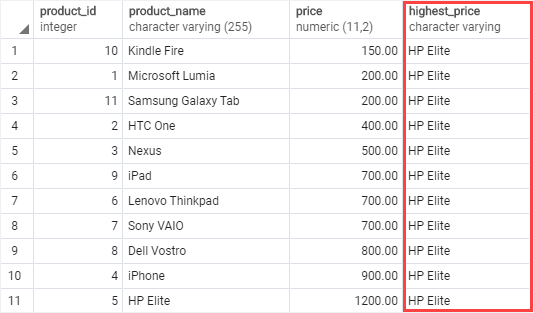 product_id product_name price highest_price
integer character varying (255) numeric (11,2) character varying
1 10 Kindle Fire 150.00 HP Elite
2 1 Microsoft Lumia 200.00 HP Elite
3 11 Samsung Galaxy Tab 200.00 HP Elite
4 2 HTC One 400.00 HP Elite
5 3 Nexus 500.00 HP Elite
6 9 iPad 700.00 HP Elite
7 6 Lenovo Thinkpad 700.00 HP Elite
8 7 Sony VAIO 700.00 HP Elite
9 8 Dell Vostro 800.00 HP Elite
10 4 iPhone 900.00 HP Elite
11 5 HP Elite 1200.00 HP Elite